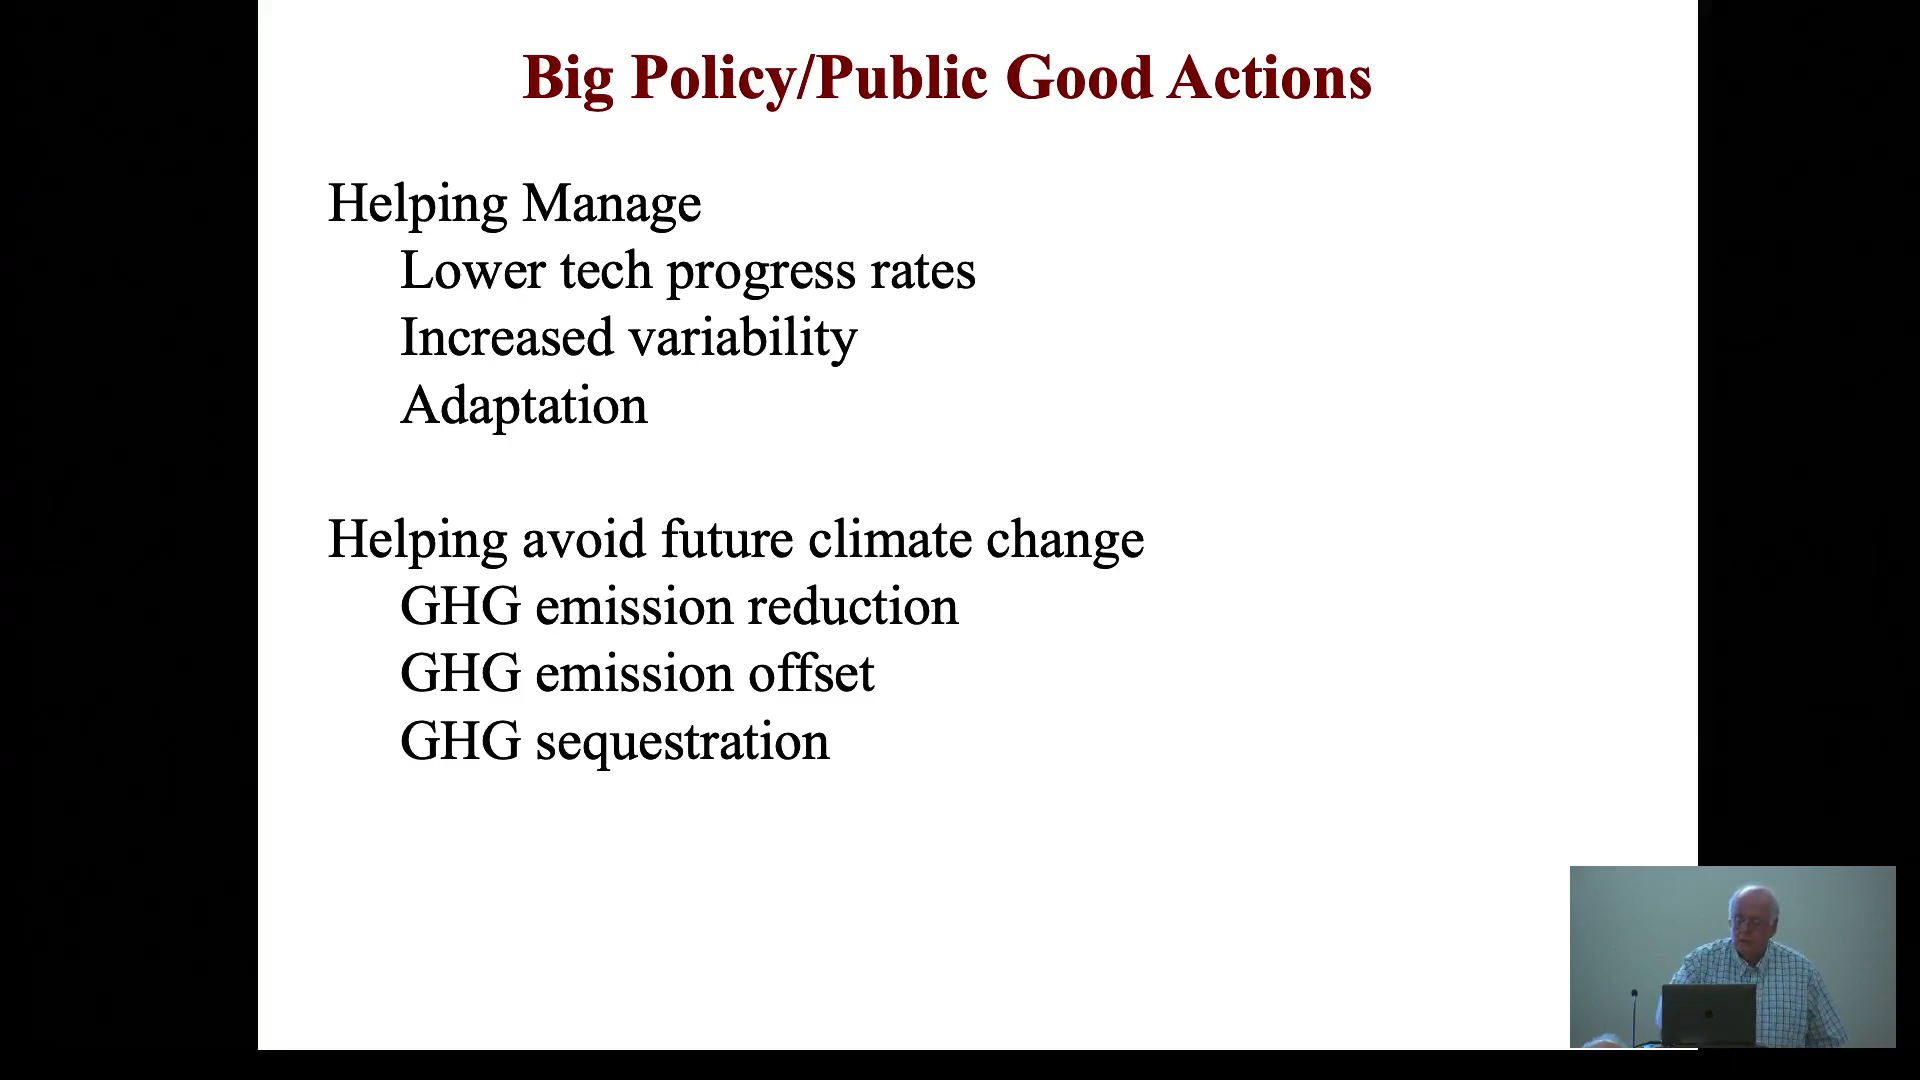 Big Policy/Public Good Actions
Helping Manage
Lower tech progress rates
Increased variability
Adaptation
Helping avoid future climate change
GHG emission reduction
GHG emission offset
GHG sequestration